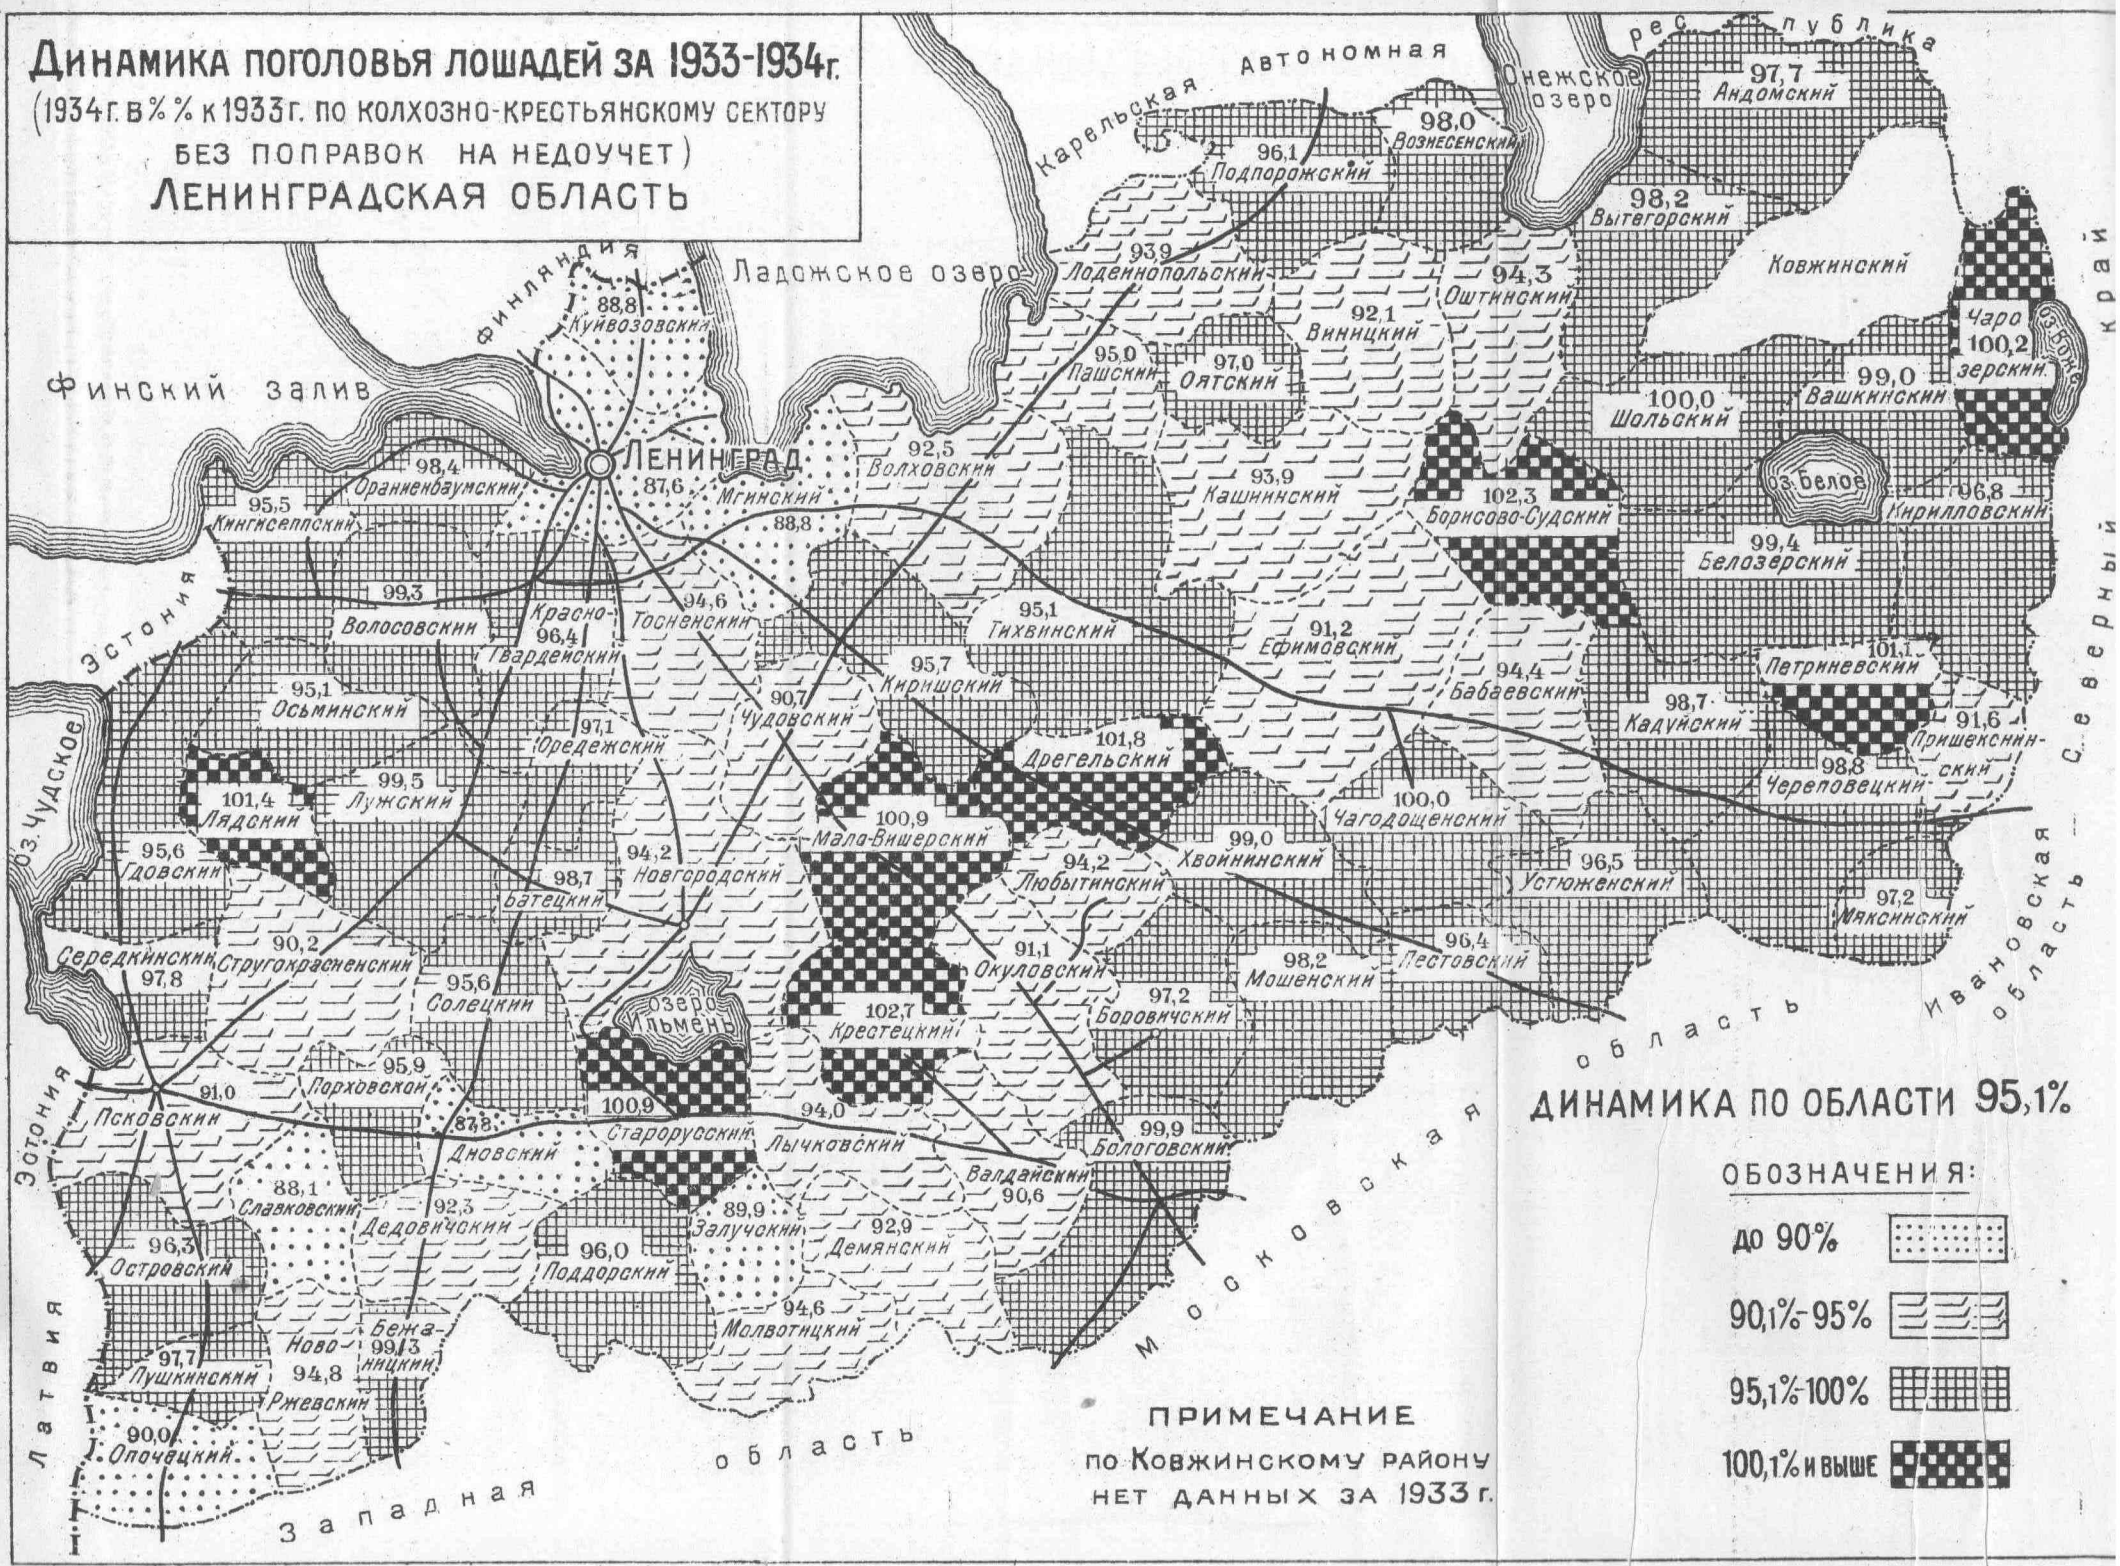 Динамика поголовья лошадей за 1933-1934г.
(1934г. в %% к 1933г. по колхозно-крестьянскому сектору
без поправок на недоучет)
Ленинградская область
Карельская Автономная республика
Онежское
озеро
97,7
Андомский
98,0
Вознесенский
96,1
Подпорожский
98,2
Вытегорский
Ковжинский
Финляндия
Ладожское озеро
93,9
Лодейнопольский
94,3
Оштинский
88,8
Куйвозовский
92,1
Виницкий
Чаро
100,2
зерский
оз. Воже
Северный край
Финский залив
95,0
Пашский
97,0
Оятский
100,0
Шольский
99,0
Вашкинский
98,4
Ораниенбаумский
Ленинград
87,6
Мгинский
88,8
92,5
Волховский
93,9
Капшинский
102,3
Борисово-Судский
оз. Белое
96,8
Кирилловский
95,5
Кингисеппский
99,4
Белозерский
Эстония
99,3
Волосовский
Красно-
96,4
Гвардейский
94,6
Тосненский
95,1
Тихвинский
91,2
Ефимовский
101,1
Петриневский
95,1
Осьминский
97,1
Оредежский
90,7
Чудовский
95,7
Киришский
94,4
Бабаевский
98,7
Кадуйский
91,6
Пришекснин-
ский
оз. Чудское
101,4
Лядский
99,5
Лужский
101,8
Дрегельский
100,0
Чагодощенский
98,8
Череповецкий
100,9
Мало-Вишерский
95,6
Гдовский
98,7
Батецкий
94,2
Новгородский
94,2
Любытинский
99,0
Хвойнинский
96,5
Устюженский
97,2
Мяксинский
Середкинский
97,8
90,2
Стругокрасненский
95,6
Солецкий
озеро
Ильмень
102,7
Крестецкий
91,1
Окуловский
97,2
Боровичский
98,2
Мошенский
96,4
Пестовский
Ивановская
область
Эстония
91,0
Псковский
95,9
Порховской
87,8
Дновский
100,9
Старорусский
94,0
Лычковский
Валдайский
90,6
99,9
Бологовский
Московская область
88,1
Славковский
92,3
Дедовичский
89,9
Залучский
92,9
Демянский
96,3
Островский
96,0
Поддорский
94,6
Молвотицкий
Латвия
97,7
Пушкинский
Ново-
94,8
Ржевский
Бежа-
99,3
ницкий
90,0
Опочецкий
Западная область
Динамика по области 95,1%
Обозначения:
до 90%
90,1%-95%
95,1%-100%
100,1% и выше
Примечание
по Ковжинскому району
нет данных за 1933 г.